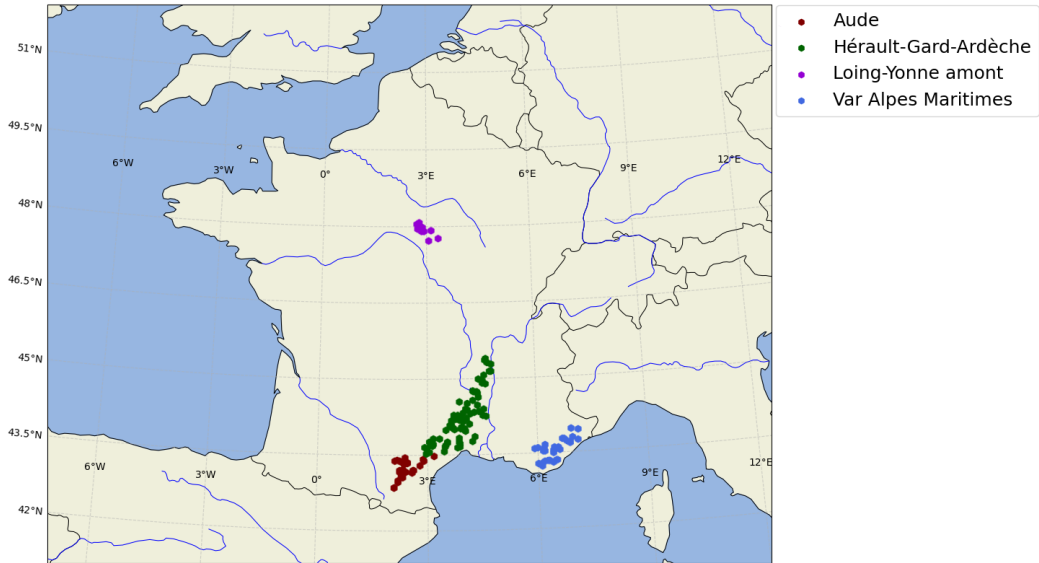 Aude
Hérault-Gard-Ardèche
Loing-Yonne amont
Var Alpes Maritimes
51°N
49.5°N
6°W 3°W 0° 3°E 6°E 9°E 12°E
48°N
46.5°N
45°N
43.5°N
6°W 3°W 0° 3°E 6°E 9°E 12°E
42°N